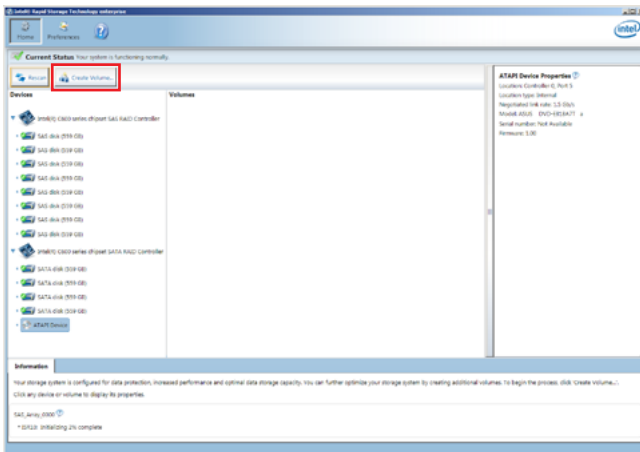 Intel® Rapid Storage Technology enterprise
Home
Preferences
intel
Current Status Your system is functioning normally.
Rescan
Create Volume...
Devices
Volumes
Intel(R) C600 series chipset SAS RAID Controller
SAS disk (559 GB)
SAS disk (559 GB)
SAS disk (559 GB)
SAS disk (559 GB)
SAS disk (559 GB)
SAS disk (559 GB)
SAS disk (559 GB)
SAS disk (559 GB)
Intel(R) C600 series chipset SATA RAID Controller
SATA disk (559 GB)
SATA disk (559 GB)
SATA disk (559 GB)
SATA disk (559 GB)
ATAPI Device
ATAPI Device Properties
Location: Controller 0, Port 5
Location type: Internal
Negotiated link rate: 1.5 Gb/s
Model: ASUS
Serial number: Not Available
Firmware: 1.00
Information
Your storage system is configured for data protection, increased performance and optimal data storage capacity. You can further optimize your storage system by creating additional volumes. To begin the process, click 'Create Volume...'.
Click any device or volume to display its properties.
SAS_Array_0000
Initializing 2% complete